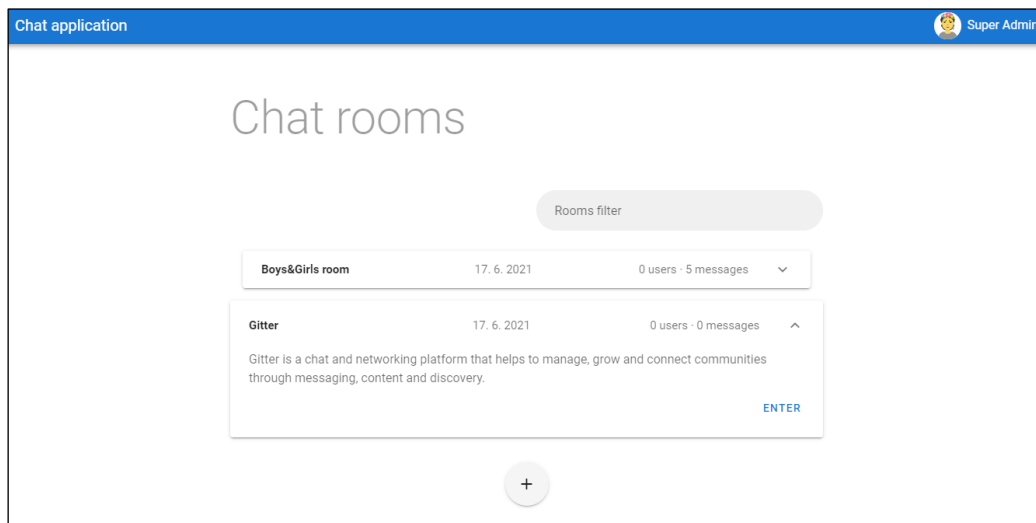 Chat application
Super Admin
Chat rooms
Rooms filter
Boys&Girls room 17. 6. 2021 0 users · 5 messages
Gitter 17. 6. 2021 0 users · 0 messages
Gitter is a chat and networking platform that helps to manage, grow and connect communities
through messaging, content and discovery.
ENTER
+